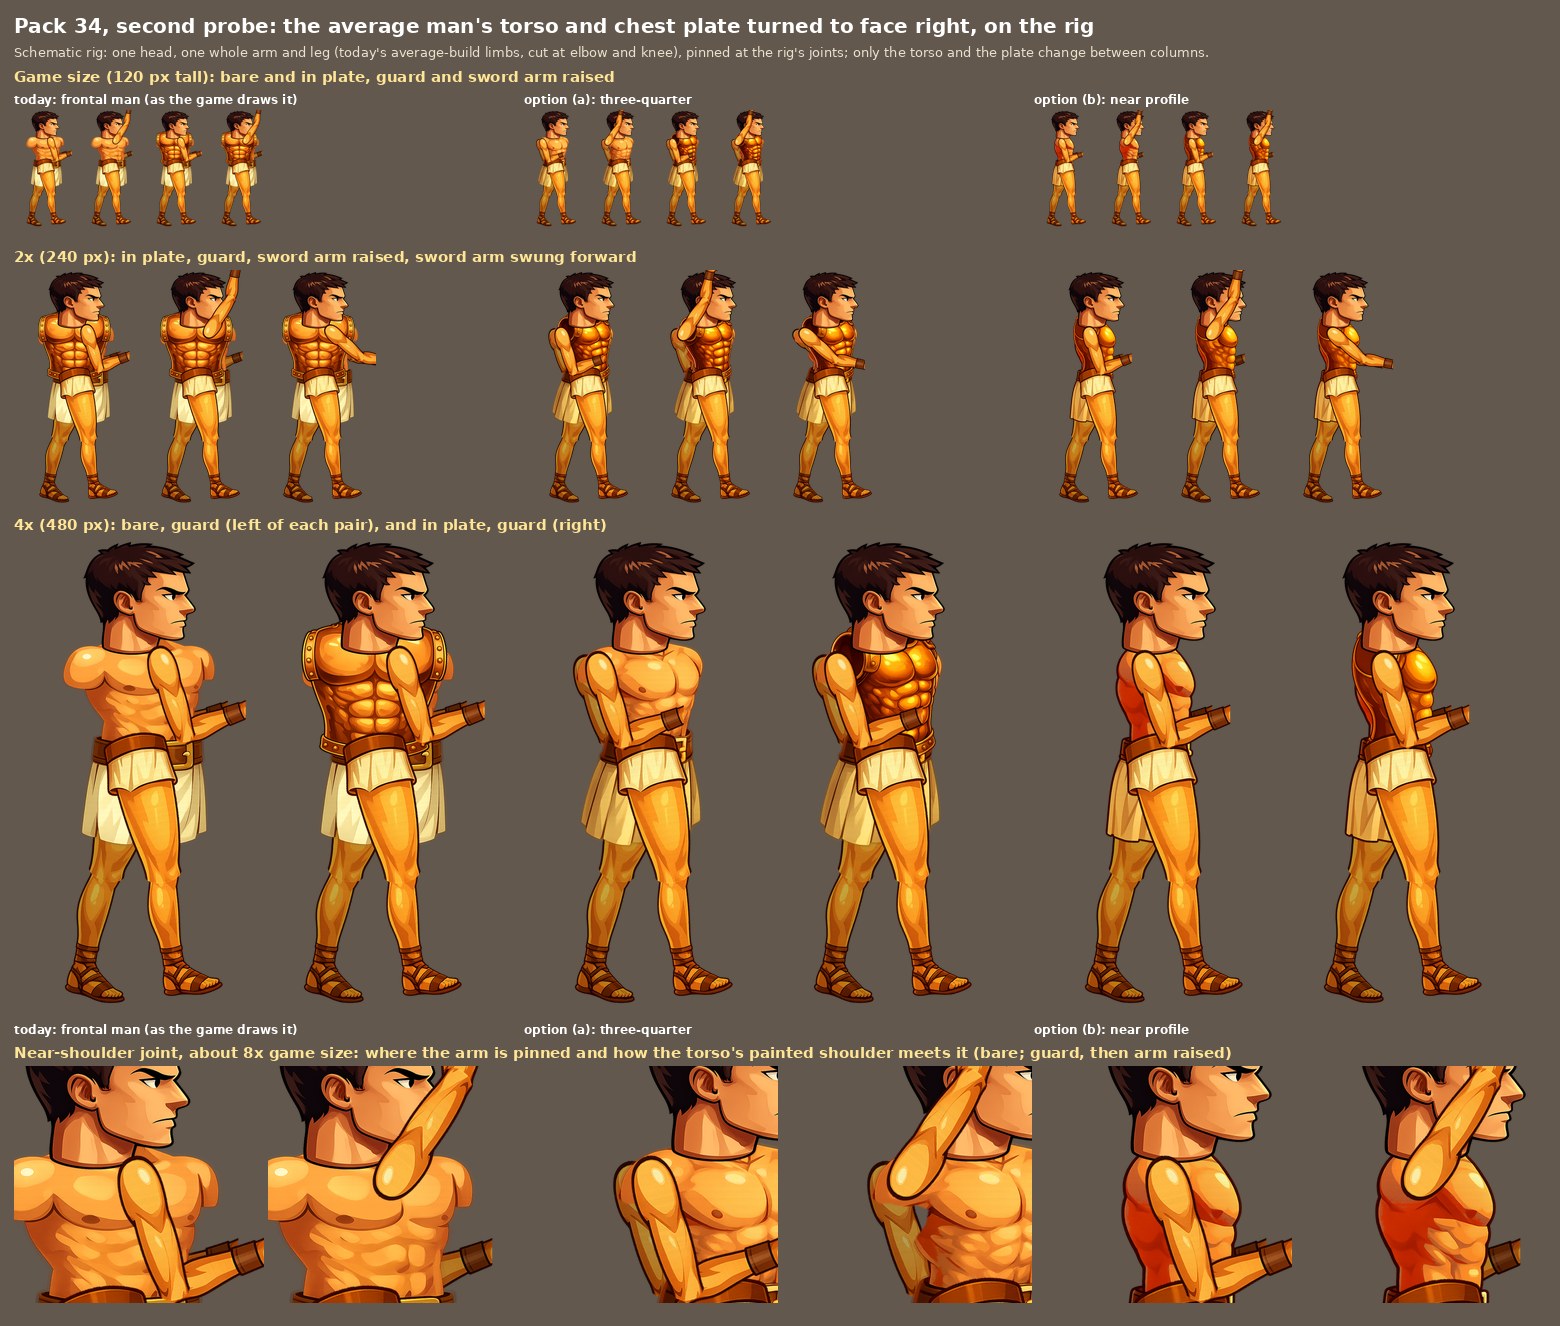 Pack 34, second probe: the average man's torso and chest plate turned to face right, on the rig
Schematic rig: one head, one whole arm and leg (today's average-build limbs, cut at elbow and knee), pinned at the rig's joints; only the torso and the plate change between columns.
Game size (120 px tall): bare and in plate, guard and sword arm raised
today: frontal man (as the game draws it)
option (a): three-quarter
option (b): near profile
2x (240 px): in plate, guard, sword arm raised, sword arm swung forward
4x (480 px): bare, guard (left of each pair), and in plate, guard (right)
today: frontal man (as the game draws it)
option (a): three-quarter
option (b): near profile
Near-shoulder joint, about 8x game size: where the arm is pinned and how the torso's painted shoulder meets it (bare; guard, then arm raised)